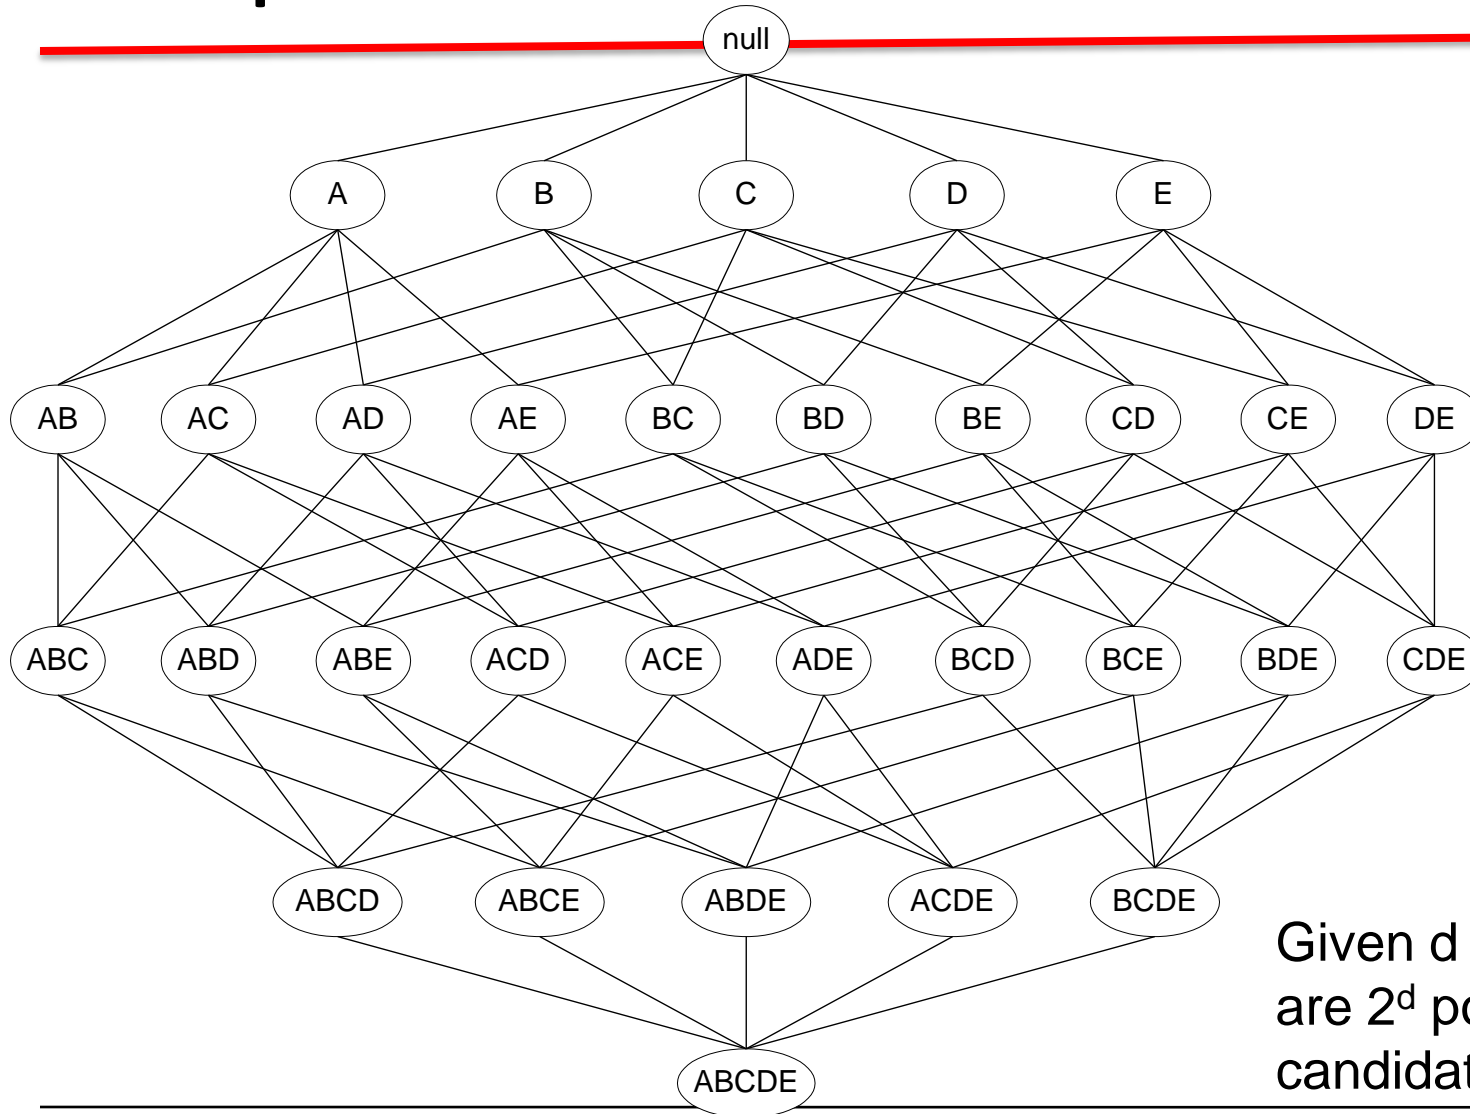 null
A B C D E
AB AC AD AE BC BD BE CD CE DE
ABC ABD ABE ACD ACE ADE BCD BCE BDE CDE
ABCD ABCE ABDE ACDE BCDE
Given d
are 2ᵈ
ABCDE